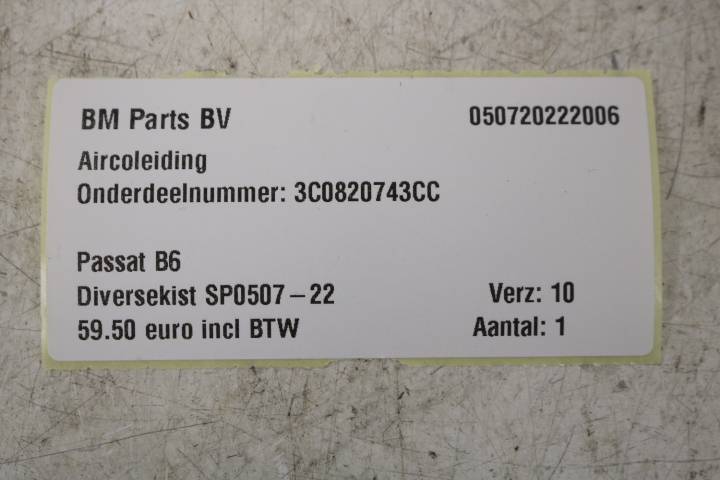 BM Parts BV 050720222006
Aircoleiding
Onderdeelnummer: 3C0820743CC
Passat B6
Diversekist SP0507-22 Verz: 10
59.50 euro incl BTW Aantal: 1